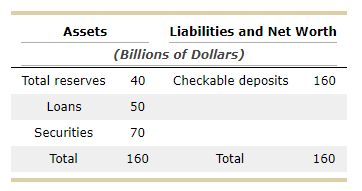 Assets Liabilities and Net Worth
(Billions of Dollars)
Total reserves 40 Checkable deposits 160
Loans 50
Securities 70
Total 160 Total 160